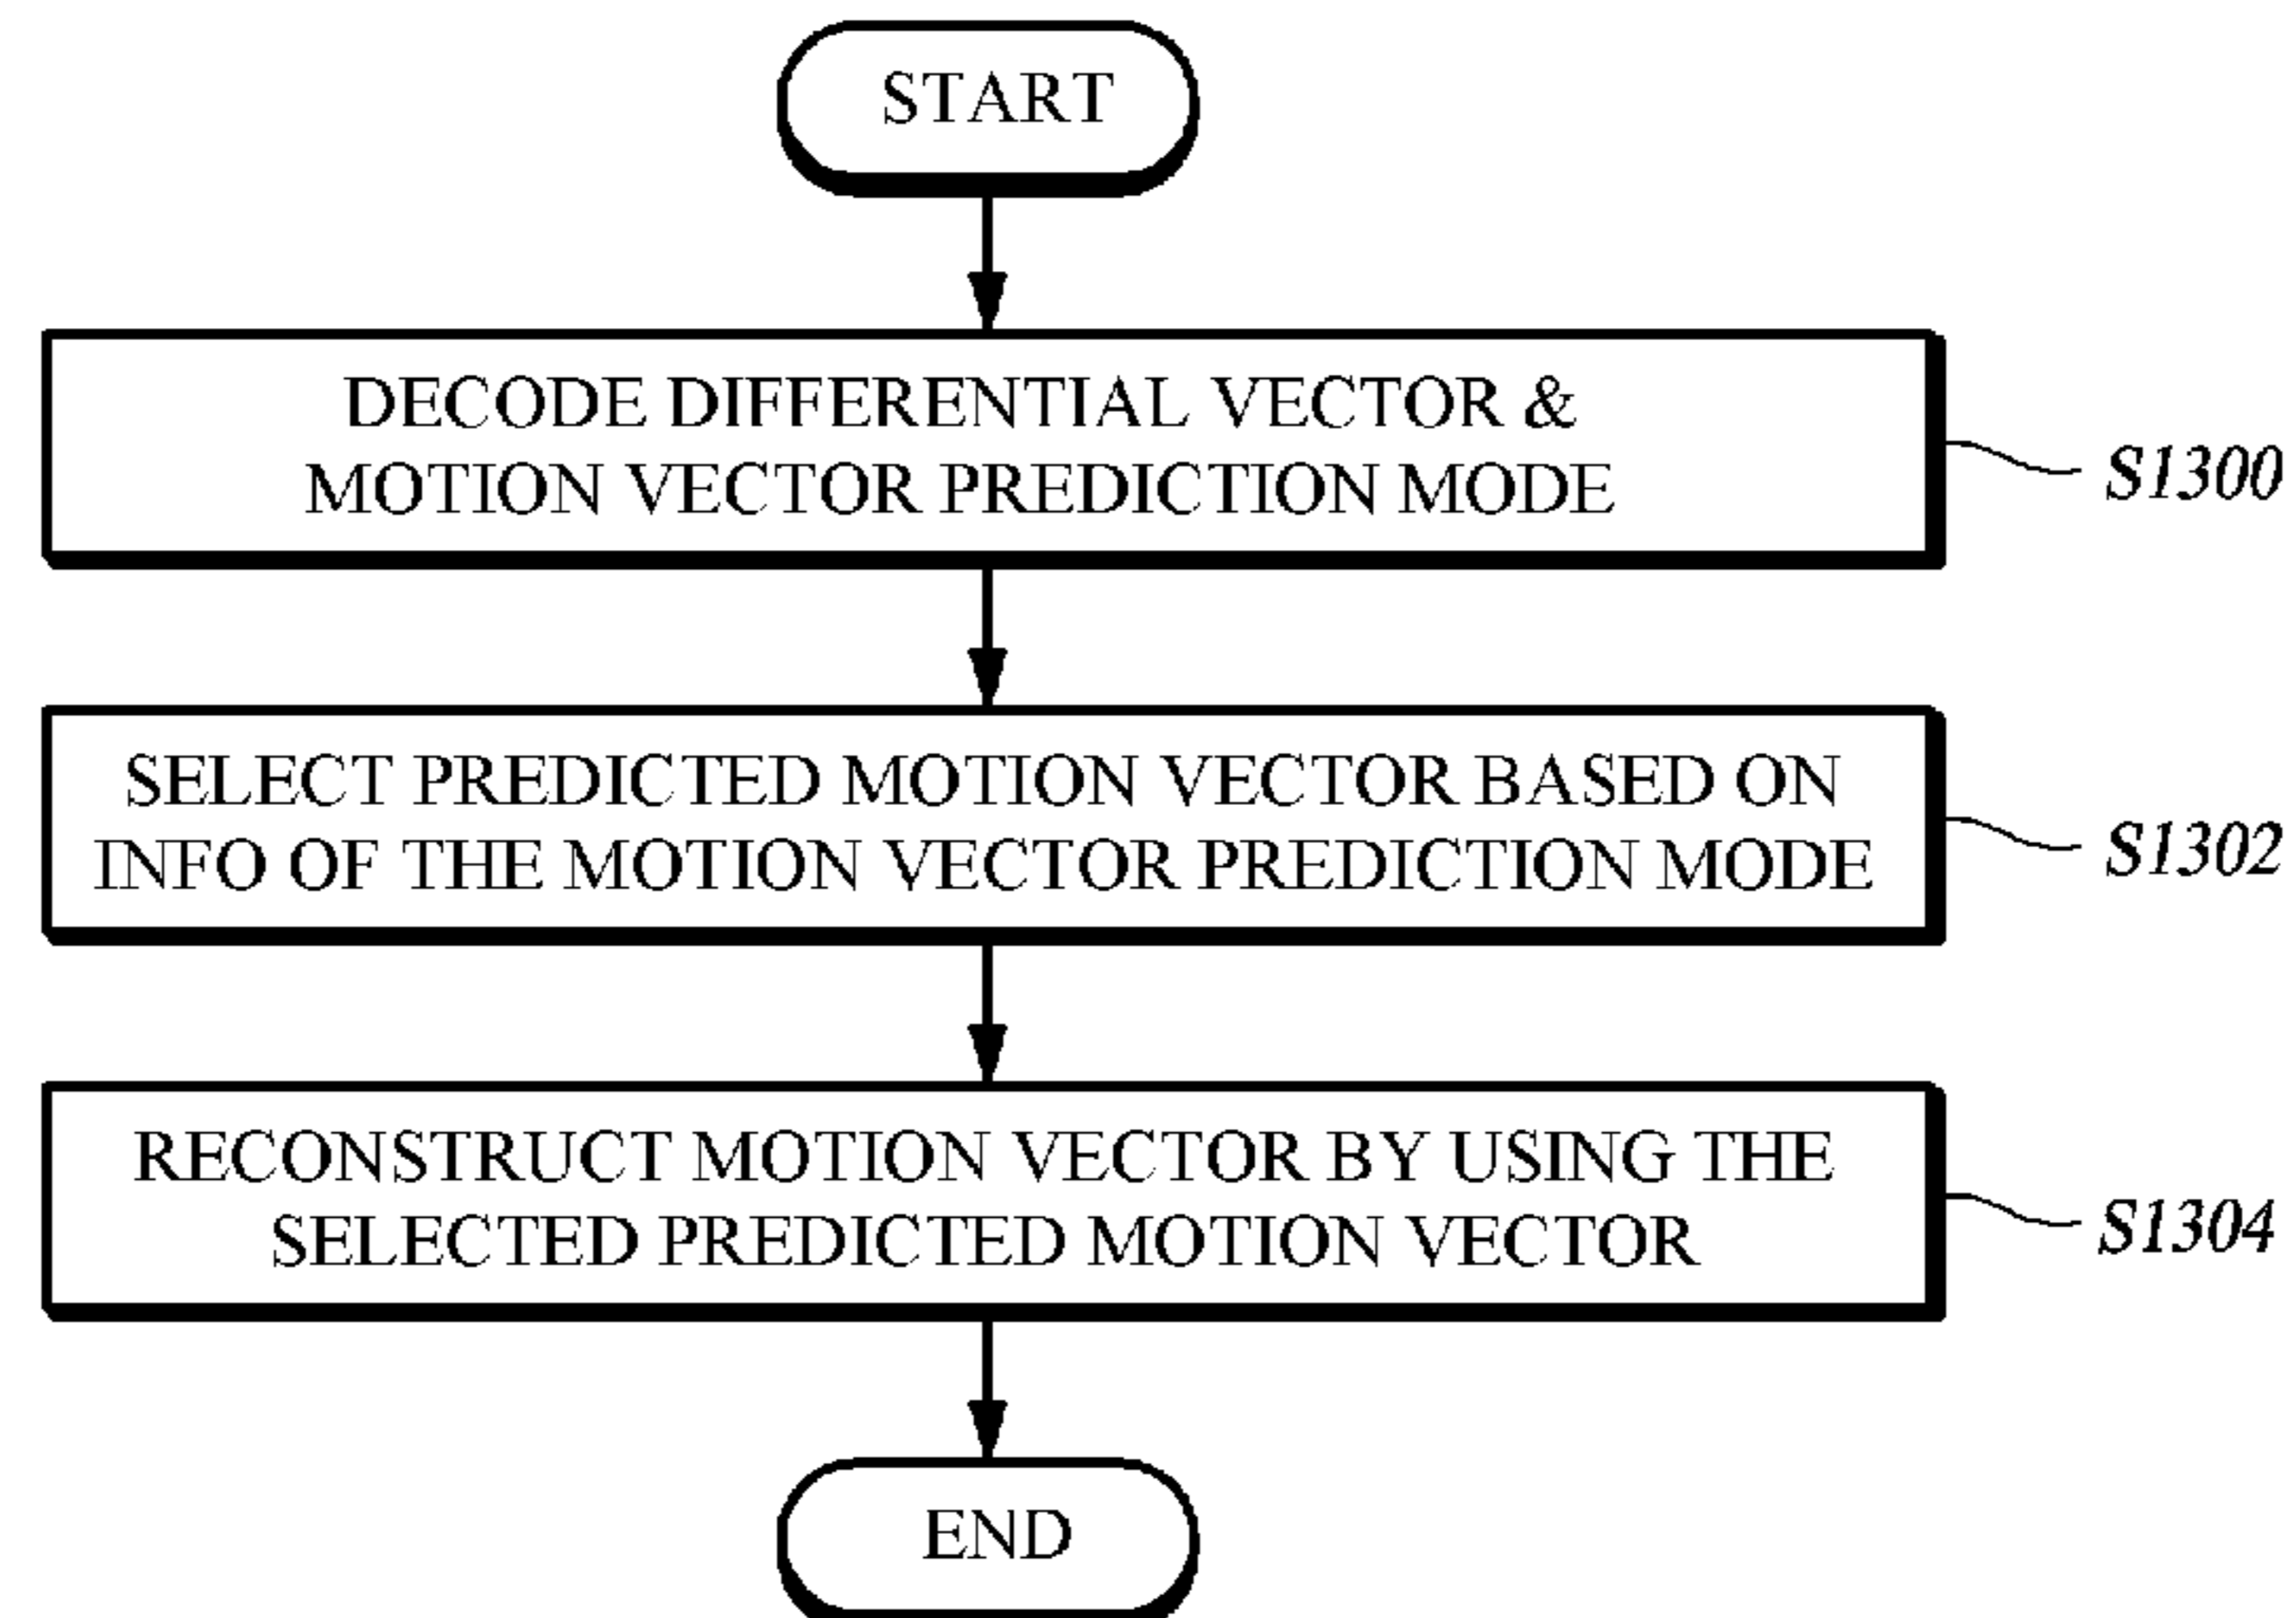 START
DECODE DIFFERENTIAL VECTOR &
MOTION VECTOR PREDICTION MODE
S1300
SELECT PREDICTED MOTION VECTOR BASED ON
INFO OF THE MOTION VECTOR PREDICTION MODE
S1302
RECONSTRUCT MOTION VECTOR BY USING THE
SELECTED PREDICTED MOTION VECTOR
S1304
END